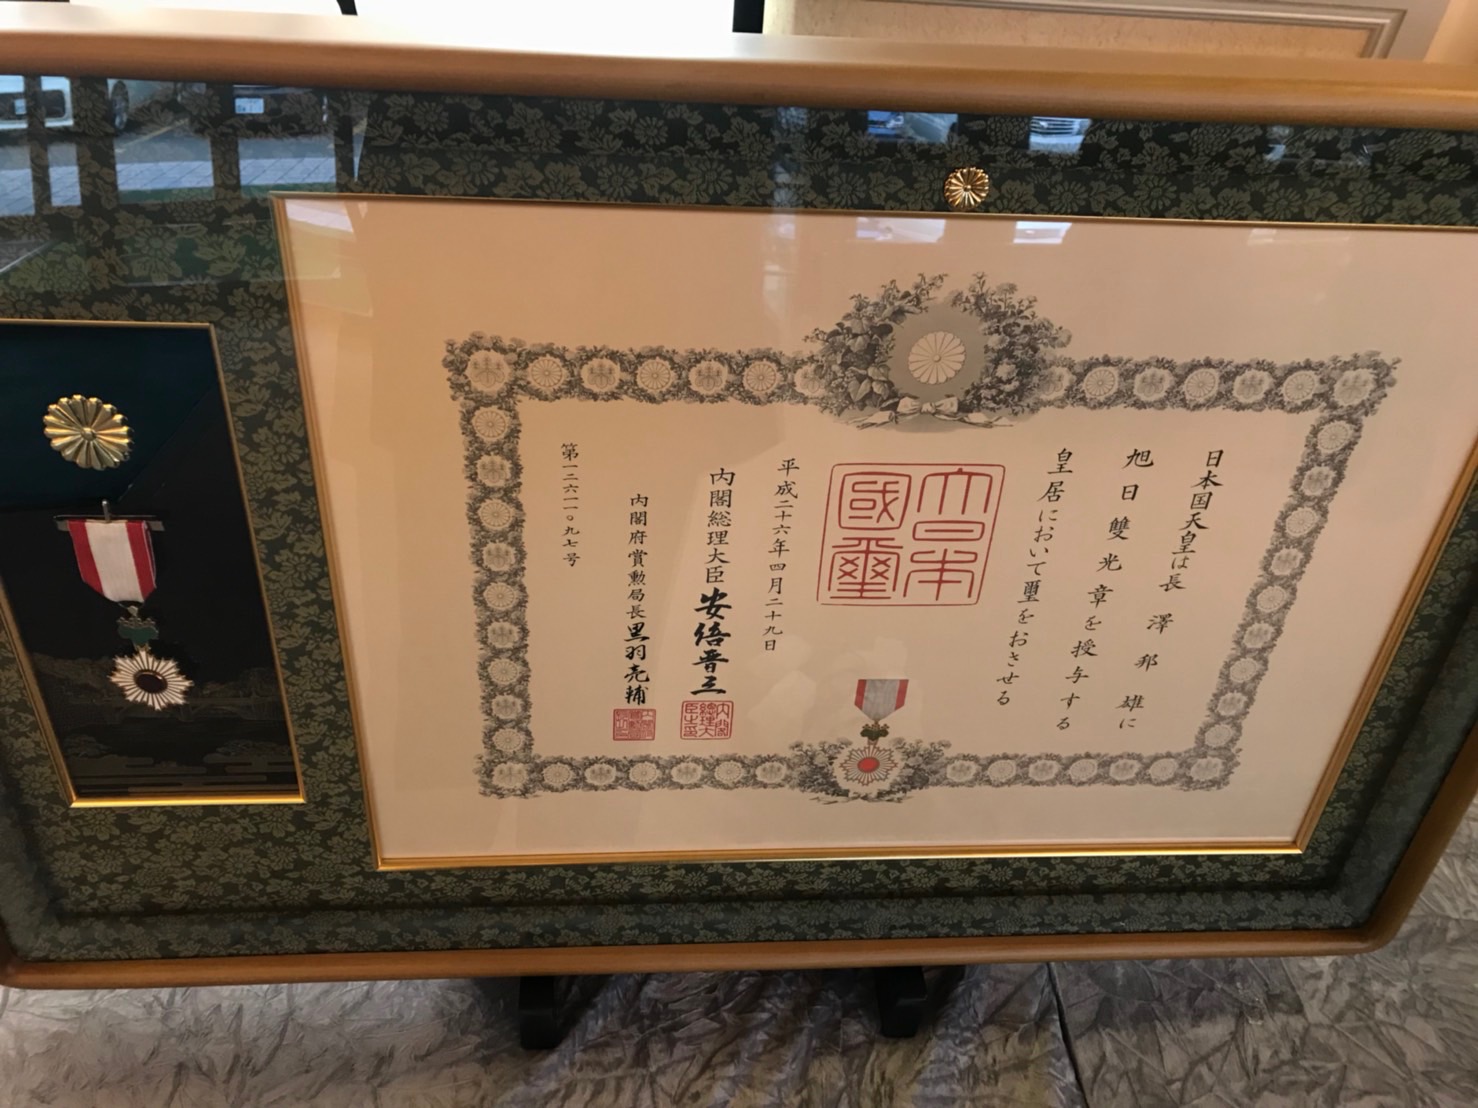 日本国天皇は長澤邦雄に
旭日雙光章を授与する
皇居において璽をおさせる
大日本國璽
平成二十六年四月二十九日
内閣総理大臣安倍晋三
内閣総理大臣之印
内閣府賞勲局長黒羽亮輔
第一二六一一〇九七号